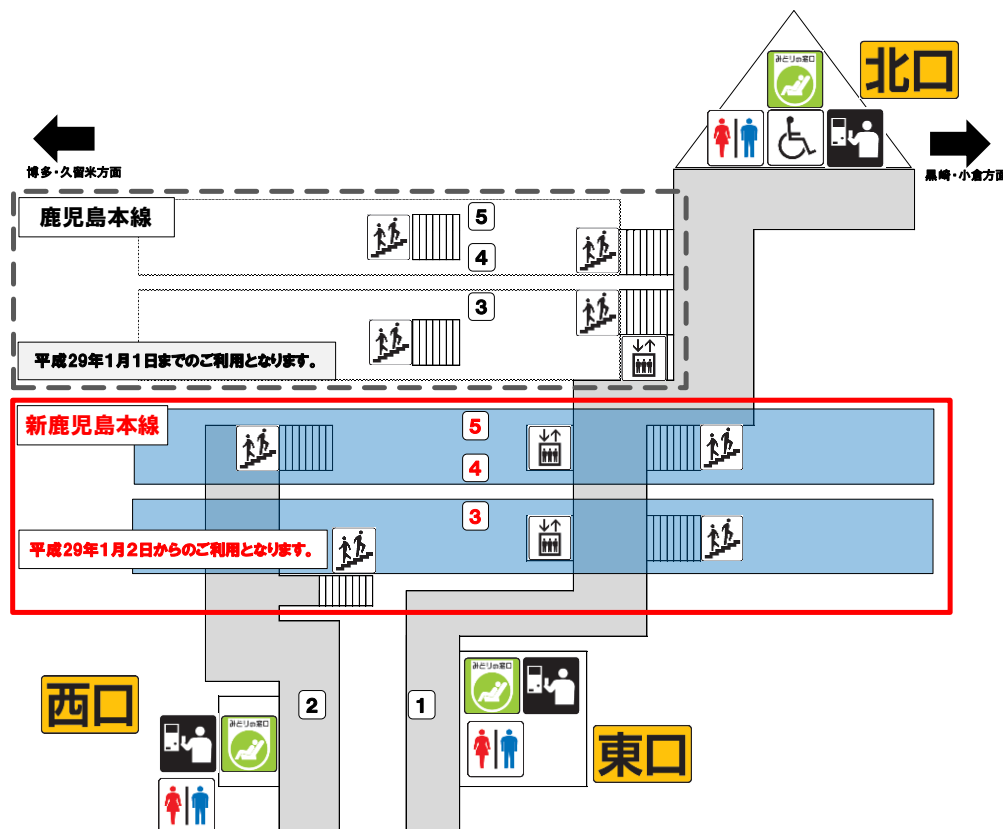 みどりの窓口
北口
博多・久留米方面
黒崎・小倉方面
鹿児島本線
5
4
3
平成29年1月1日までのご利用となります。
新鹿児島本線
5
4
3
平成29年1月2日からのご利用となります。
西口
みどりの窓口
2
1
みどりの窓口
東口